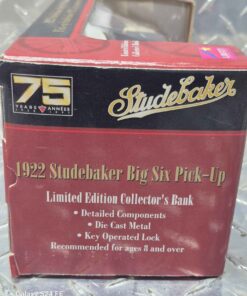 75
YEARS ANNÉES
Studebaker
1922 Studebaker Big Six Pick-Up
Limited Edition Collector's Bank
• Detailed Components
• Die Cast Metal
• Key Operated Lock
Recommended for ages 8 and over